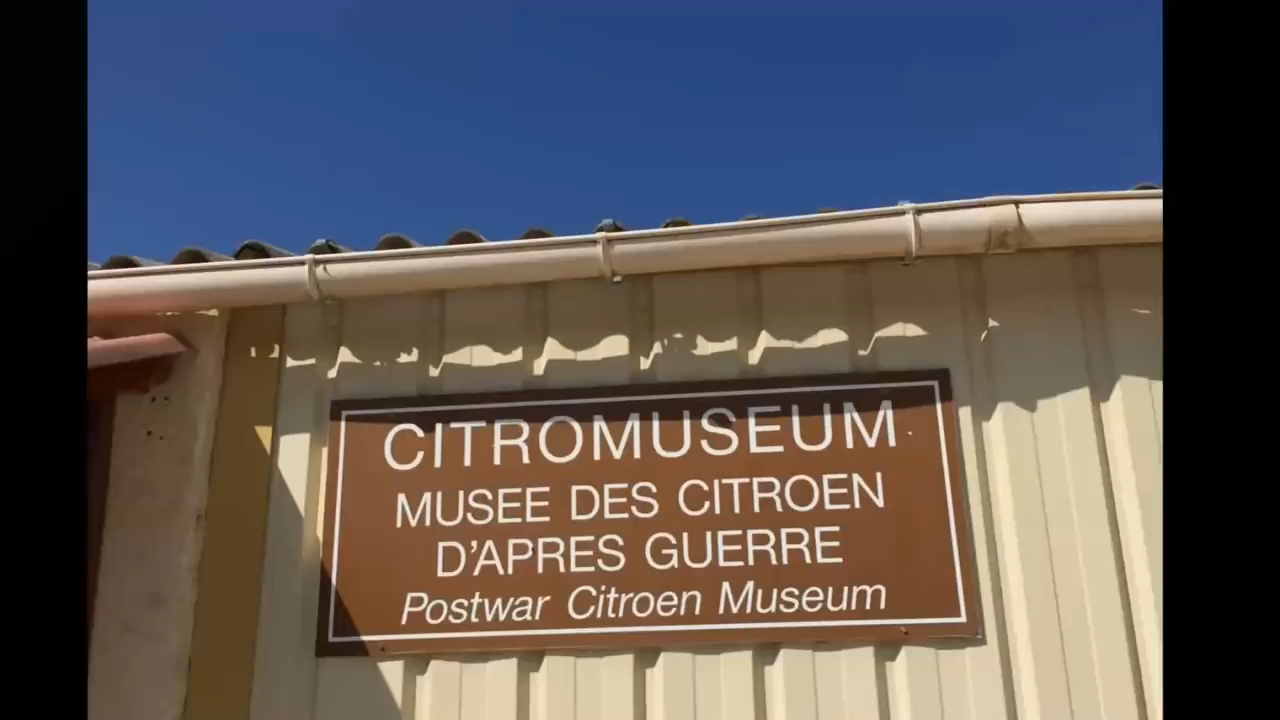 CITROMUSEUM
MUSEE DES CITROEN
D'APRES GUERRE
Postwar Citroen Museum